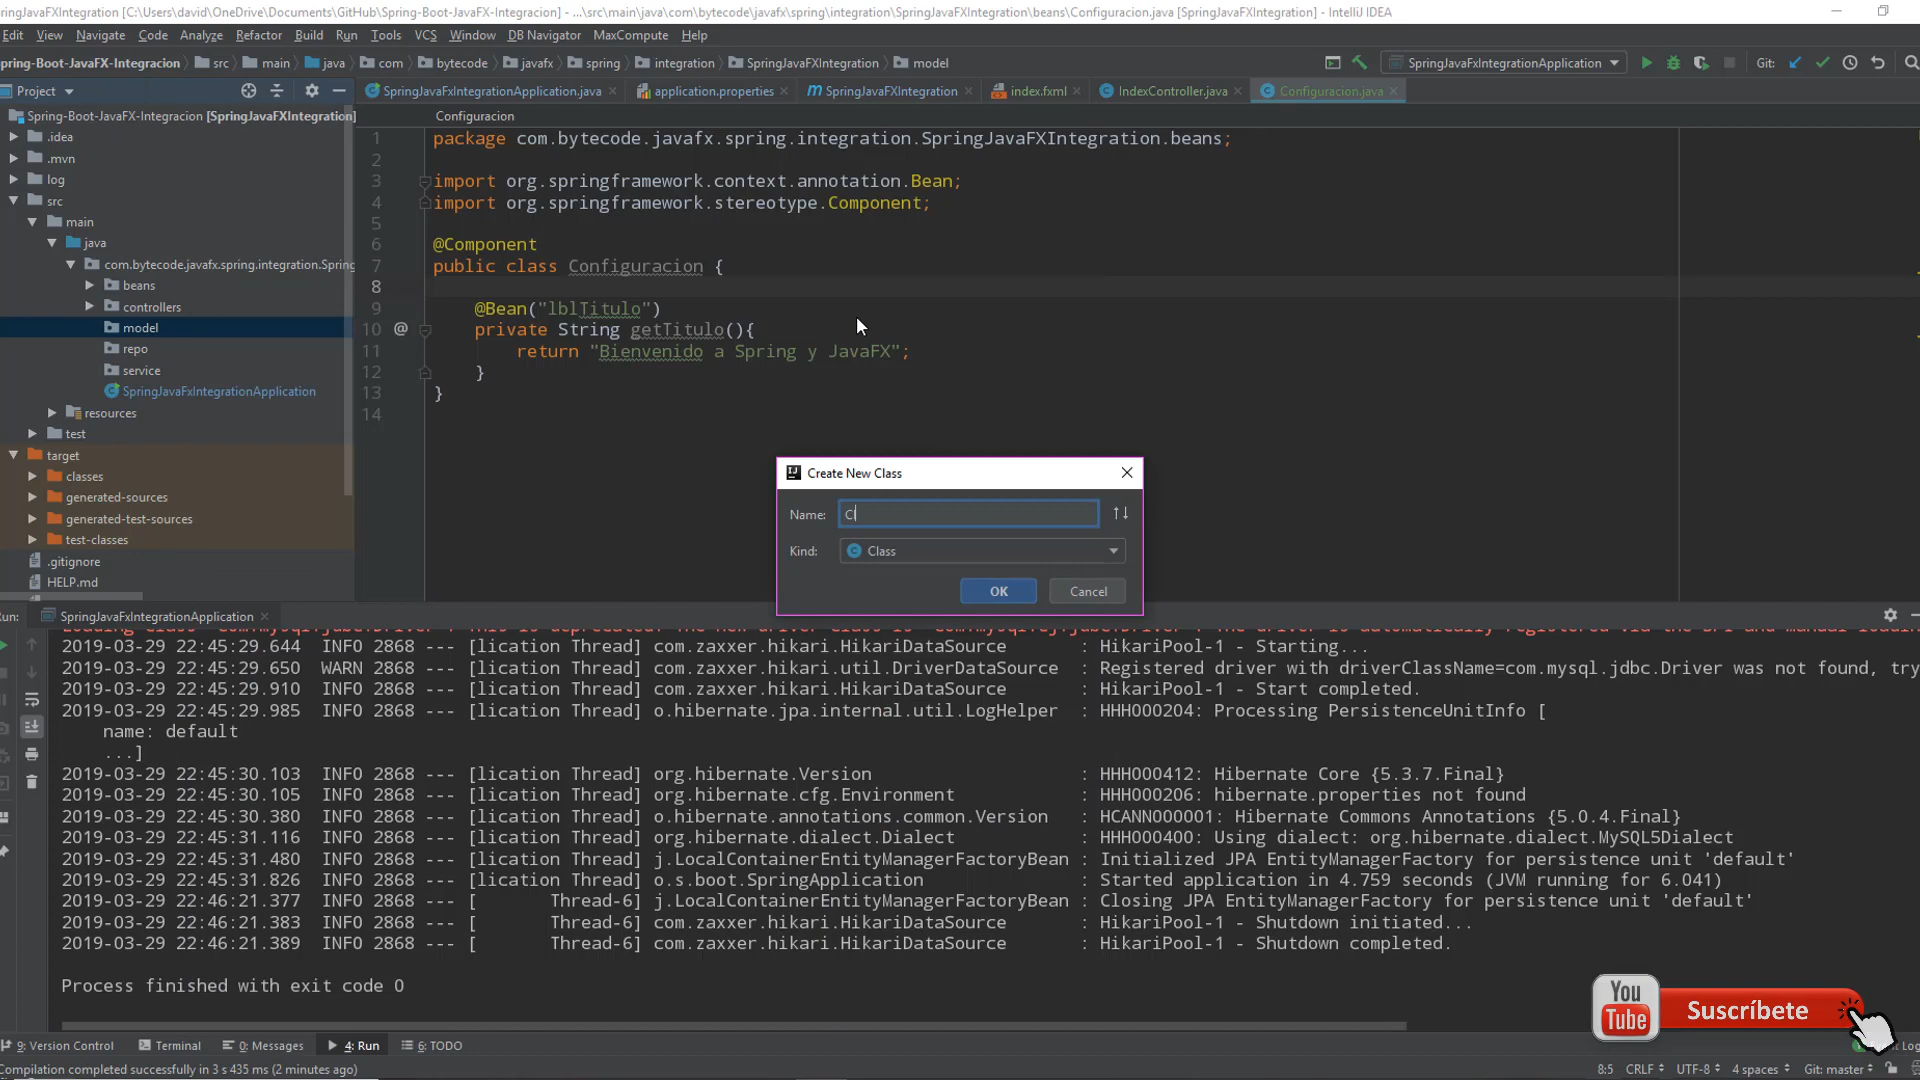 C:\Users\david\OneDrive\Documents\GitHub\Spring-Boot-JavaFX-Integracion] - ...\src\main\java\com\bytecode\javafx\spring\integration\SpringJavaFXIntegration\beans\Configuracion.java [SpringJavaFXIntegration] - IntelliJ IDEA
Edit View Navigate Code Analyze Refactor Build Run Tools VCS Window DB Navigator MaxCompute Help
pring-Boot-JavaFX-Integracion src main java com bytecode javafx spring integration SpringJavaFXIntegration model SpringJavaFxIntegrationApplication Git:
Project SpringJavaFxIntegrationApplication.java application.properties SpringJavaFXIntegration index.fxml IndexController.java Configuracion.java
Spring-Boot-JavaFX-Integracion [SpringJavaFXIntegration]
.idea
.mvn
log
src
main
java
com.bytecode.javafx.spring.integration.Spring
beans
controllers
model
repo
service
SpringJavaFxIntegrationApplication
resources
test
target
classes
generated-sources
generated-test-sources
test-classes
.gitignore
HELP.md
Configuracion
1 package com.bytecode.javafx.spring.integration.SpringJavaFXIntegration.beans;
2
3 import org.springframework.context.annotation.Bean;
4 import org.springframework.stereotype.Component;
5
6 @Component
7 public class Configuracion {
8
9 @Bean("lblTitulo")
10 private String getTitulo(){
11 return "Bienvenido a Spring y JavaFX";
12 }
13 }
14
Create New Class
Name: Cl
Kind: Class
OK Cancel
un: SpringJavaFxIntegrationApplication
2019-03-29 22:45:29.644 INFO 2868 --- [lication Thread] com.zaxxer.hikari.HikariDataSource : HikariPool-1 - Starting...
2019-03-29 22:45:29.650 WARN 2868 --- [lication Thread] com.zaxxer.hikari.util.DriverDataSource : Registered driver with driverClassName=com.mysql.jdbc.Driver was not found, try
2019-03-29 22:45:29.910 INFO 2868 --- [lication Thread] com.zaxxer.hikari.HikariDataSource : HikariPool-1 - Start completed.
2019-03-29 22:45:29.985 INFO 2868 --- [lication Thread] o.hibernate.jpa.internal.util.LogHelper : HHH000204: Processing PersistenceUnitInfo [
name: default
...]
2019-03-29 22:45:30.103 INFO 2868 --- [lication Thread] org.hibernate.Version : HHH000412: Hibernate Core {5.3.7.Final}
2019-03-29 22:45:30.105 INFO 2868 --- [lication Thread] org.hibernate.cfg.Environment : HHH000206: hibernate.properties not found
2019-03-29 22:45:30.380 INFO 2868 --- [lication Thread] o.hibernate.annotations.common.Version : HCANN000001: Hibernate Commons Annotations {5.0.4.Final}
2019-03-29 22:45:31.116 INFO 2868 --- [lication Thread] org.hibernate.dialect.Dialect : HHH000400: Using dialect: org.hibernate.dialect.MySQL5Dialect
2019-03-29 22:45:31.480 INFO 2868 --- [lication Thread] j.LocalContainerEntityManagerFactoryBean : Initialized JPA EntityManagerFactory for persistence unit 'default'
2019-03-29 22:45:31.826 INFO 2868 --- [lication Thread] o.s.boot.SpringApplication : Started application in 4.759 seconds (JVM running for 6.041)
2019-03-29 22:46:21.377 INFO 2868 --- [ Thread-6] j.LocalContainerEntityManagerFactoryBean : Closing JPA EntityManagerFactory for persistence unit 'default'
2019-03-29 22:46:21.383 INFO 2868 --- [ Thread-6] com.zaxxer.hikari.HikariDataSource : HikariPool-1 - Shutdown initiated...
2019-03-29 22:46:21.389 INFO 2868 --- [ Thread-6] com.zaxxer.hikari.HikariDataSource : HikariPool-1 - Shutdown completed.
Process finished with exit code 0
You Tube Suscríbete
9: Version Control Terminal 0: Messages 4: Run 6: TODO
Compilation completed successfully in 3 s 435 ms (2 minutes ago) 8:5 CRLF UTF-8 4 spaces Git: master